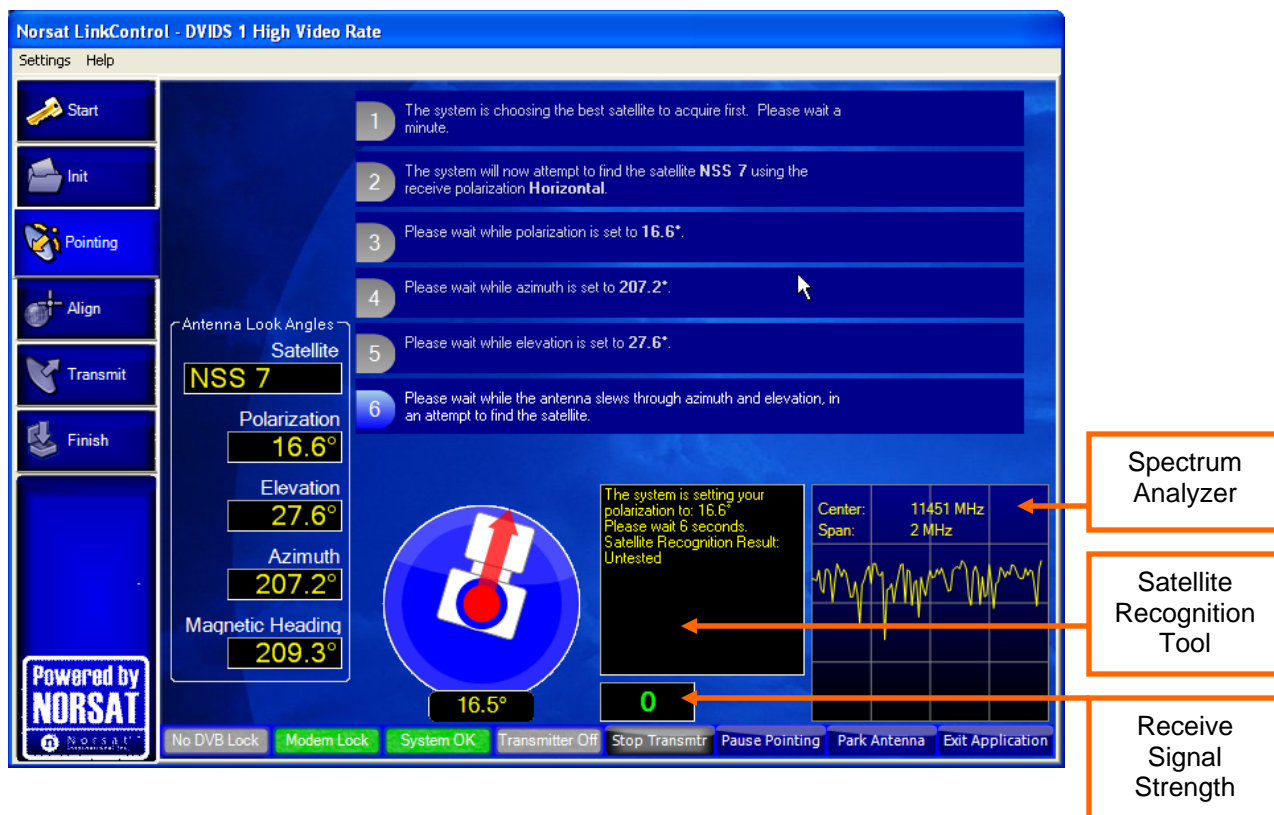 Norsat LinkControl - DVIDS 1 High Video Rate
Settings Help
Start
Init
Pointing
Align
Transmit
Finish
1
The system is choosing the best satellite to acquire first. Please wait a
minute.
2
The system will now attempt to find the satellite NSS 7 using the
receive polarization Horizontal.
3
Please wait while polarization is set to 16.6°.
4
Please wait while azimuth is set to 207.2°.
5
Please wait while elevation is set to 27.6°.
6
Please wait while the antenna slews through azimuth and elevation, in
an attempt to find the satellite.
Antenna Look Angles
Satellite
NSS 7
Polarization
16.6°
Elevation
27.6°
Azimuth
207.2°
Magnetic Heading
209.3°
16.5°
The system is setting your
polarization to: 16.6°
Please wait 6 seconds.
Satellite Recognition Result:
Untested
0
Center: 11451 MHz
Span: 2 MHz
Spectrum
Analyzer
Satellite
Recognition
Tool
Receive
Signal
Strength
Powered by
NORSAT
n Norsat
No DVB Lock
Modem Lock
System OK
Transmitter Off
Stop Transmtr
Pause Pointing
Park Antenna
Exit Application